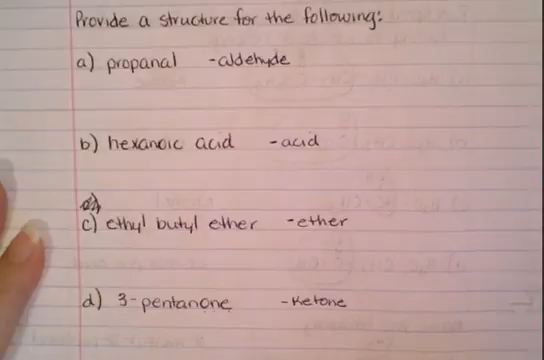 Provide a structure for the following:
a) propanal -aldehyde
b) hexanoic acid -acid
c) ethyl butyl ether -ether
d) 3-pentanone -Ketone